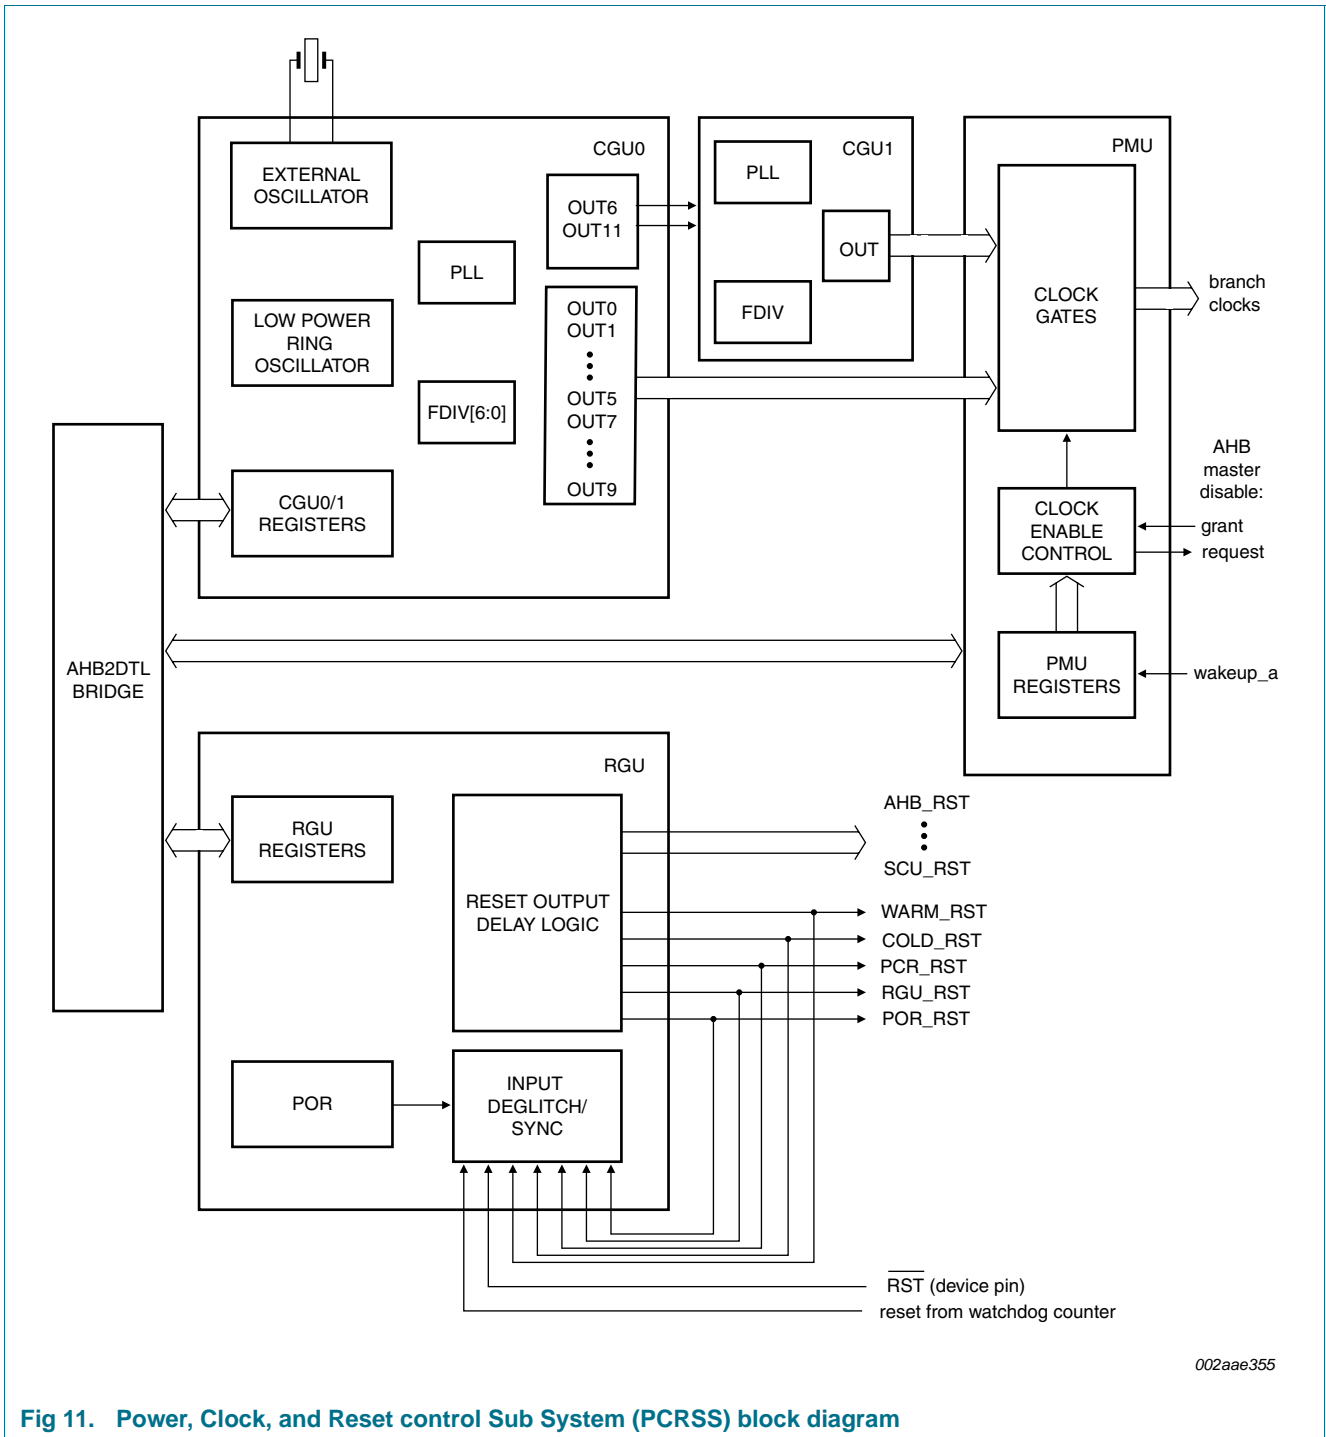 CGU0
EXTERNAL
OSCILLATOR
LOW POWER
RING
OSCILLATOR
CGU0/1
REGISTERS
PLL
FDIV[6:0]
OUT6
OUT11
OUT0
OUT1
OUT5
OUT7
OUT9
CGU1
PLL
FDIV
OUT
PMU
CLOCK
GATES
branch
clocks
AHB
master
disable:
grant
request
CLOCK
ENABLE
CONTROL
PMU
REGISTERS
wakeup_a
AHB2DTL
BRIDGE
RGU
RGU
REGISTERS
RESET OUTPUT
DELAY LOGIC
AHB_RST
SCU_RST
WARM_RST
COLD_RST
PCR_RST
RGU_RST
POR_RST
POR
INPUT
DEGLITCH/
SYNC
RST (device pin)
reset from watchdog counter
002aae355
Fig 11. Power, Clock, and Reset control Sub System (PCRSS) block diagram